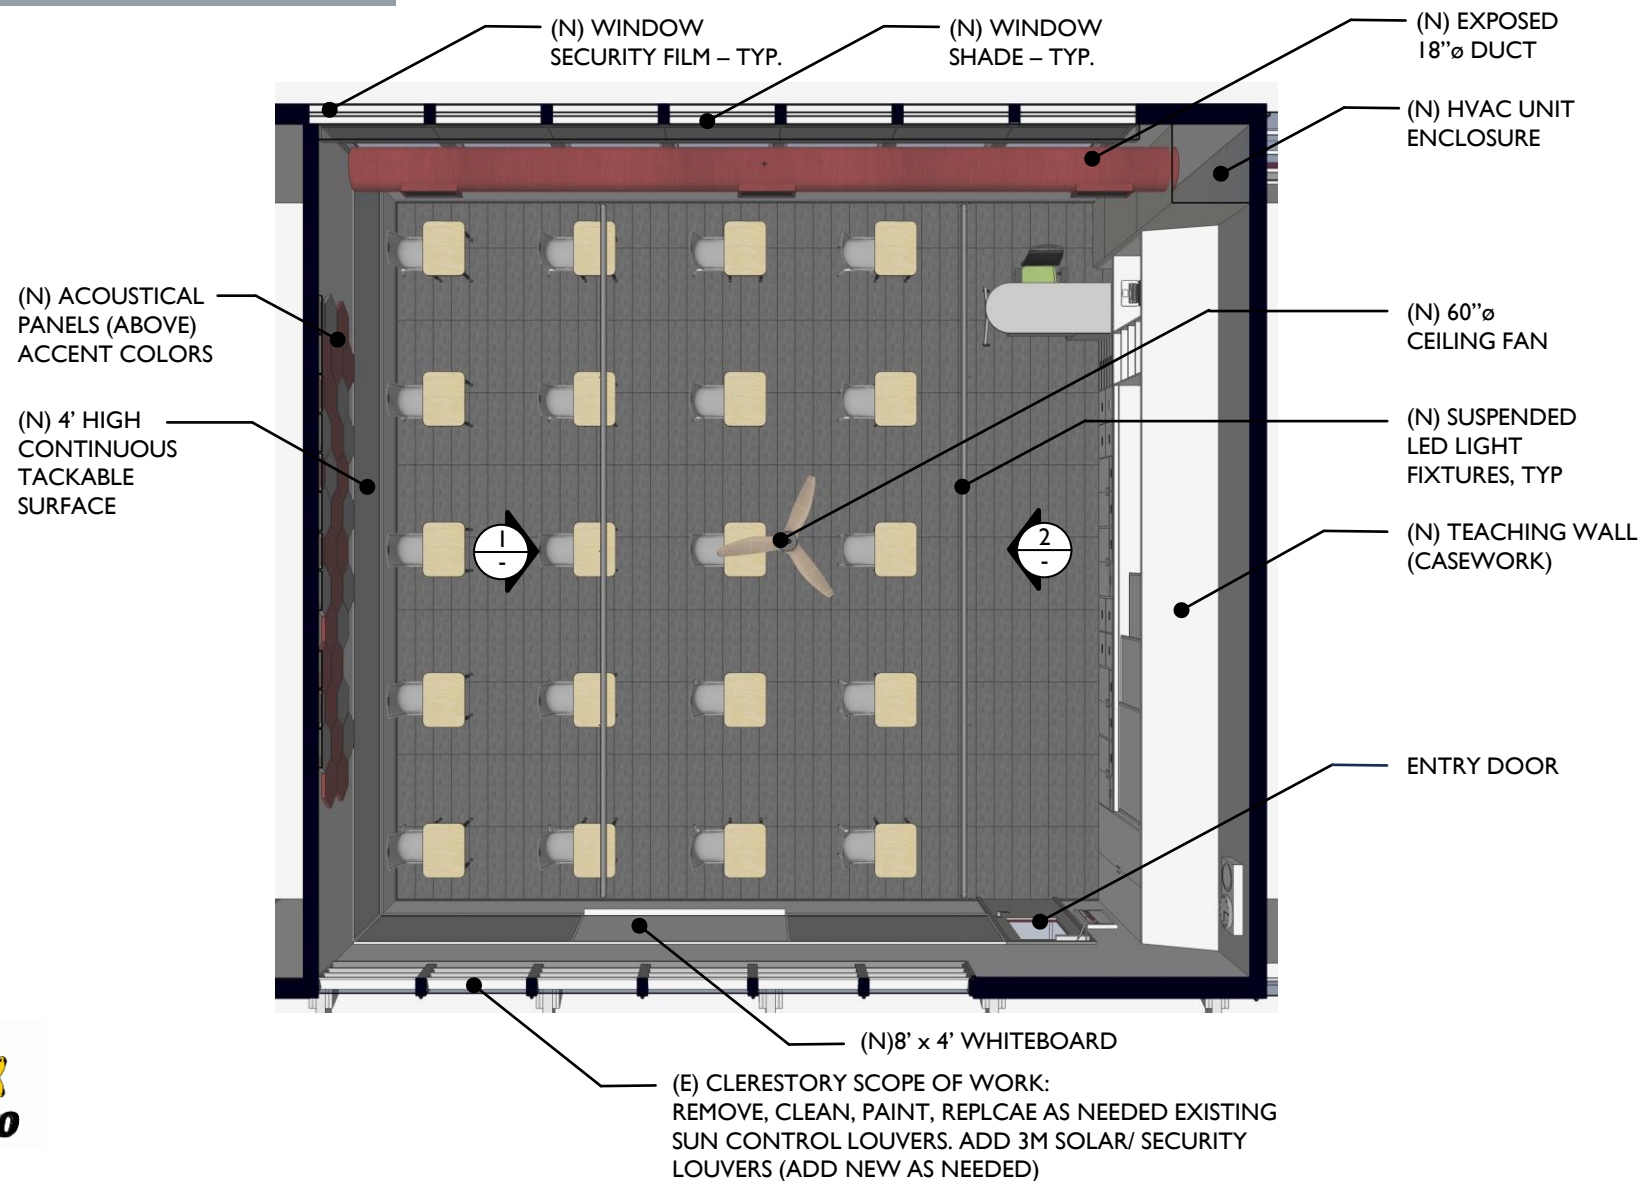 (N) WINDOW
SECURITY FILM – TYP.
(N) WINDOW
SHADE – TYP.
(N) EXPOSED
18”ø DUCT
(N) HVAC UNIT
ENCLOSURE
(N) ACOUSTICAL
PANELS (ABOVE)
ACCENT COLORS
(N) 60”ø
CEILING FAN
(N) 4’ HIGH
CONTINUOUS
TACKABLE
SURFACE
(N) SUSPENDED
LED LIGHT
FIXTURES, TYP
1
-
2
-
(N) TEACHING WALL
(CASEWORK)
ENTRY DOOR
(N)8’ x 4’ WHITEBOARD
(E) CLERESTORY SCOPE OF WORK:
REMOVE, CLEAN, PAINT, REPLCAE AS NEEDED EXISTING
SUN CONTROL LOUVERS. ADD 3M SOLAR/ SECURITY
LOUVERS (ADD NEW AS NEEDED)